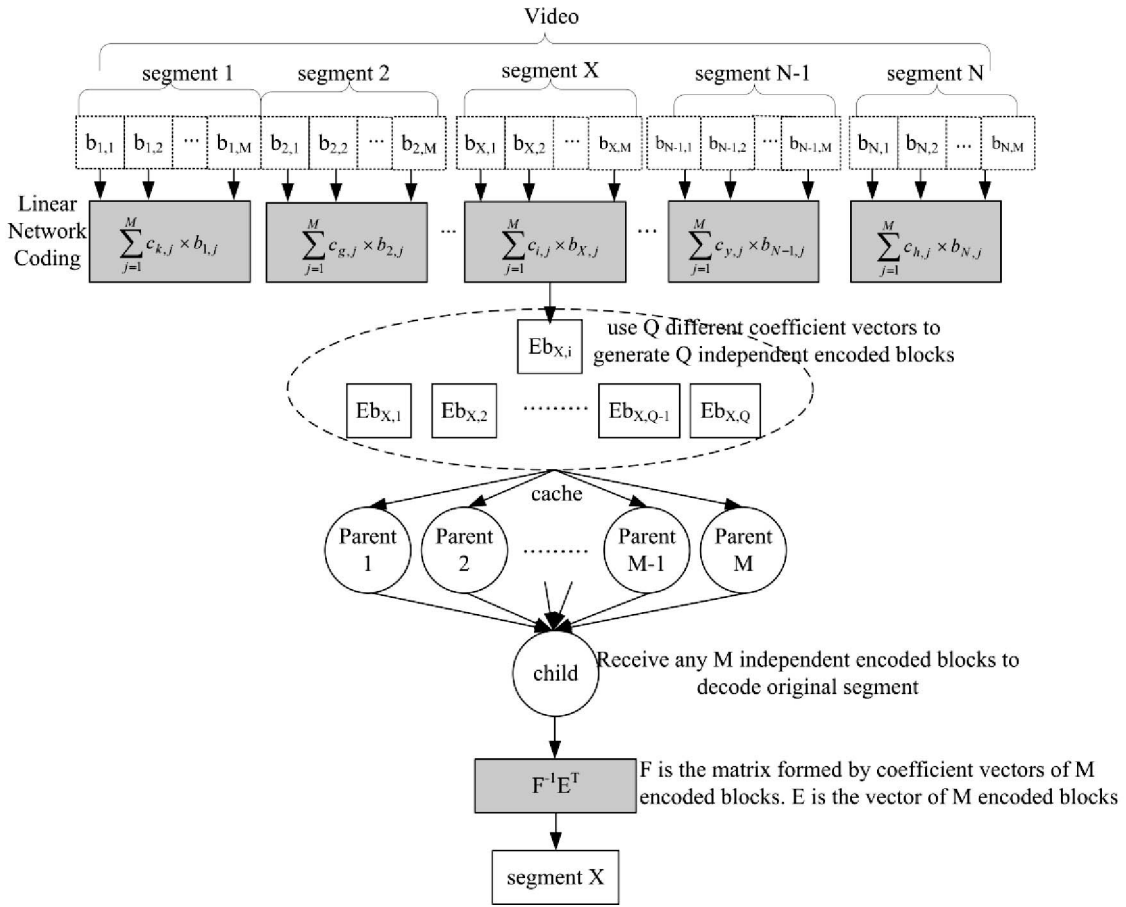 Video
segment 1 segment 2 segment X segment N-1 segment N
b1,1 b1,2 ... b1,M b2,1 b2,2 ... b2,M bX,1 bX,2 ... bX,M bN-1,1 bN-1,2 ... bN-1,M bN,1 bN,2 ... bN,M
Linear
Network
Coding
∑_{j=1}^{M} c_{k,j} × b_{1,j} ∑_{j=1}^{M} c_{g,j} × b_{2,j} ... ∑_{j=1}^{M} c_{i,j} × b_{X,j} ... ∑_{j=1}^{M} c_{y,j} × b_{N-1,j} ∑_{j=1}^{M} c_{h,j} × b_{N,j}
EbX,i
use Q different coefficient vectors to
generate Q independent encoded blocks
EbX,1 EbX,2 ......... EbX,Q-1 EbX,Q
cache
Parent 1
Parent 2
.........
Parent M-1
Parent M
child
Receive any M independent encoded blocks to
decode original segment
F⁻¹Eᵀ
F is the matrix formed by coefficient vectors of M
encoded blocks. E is the vector of M encoded blocks
segment X